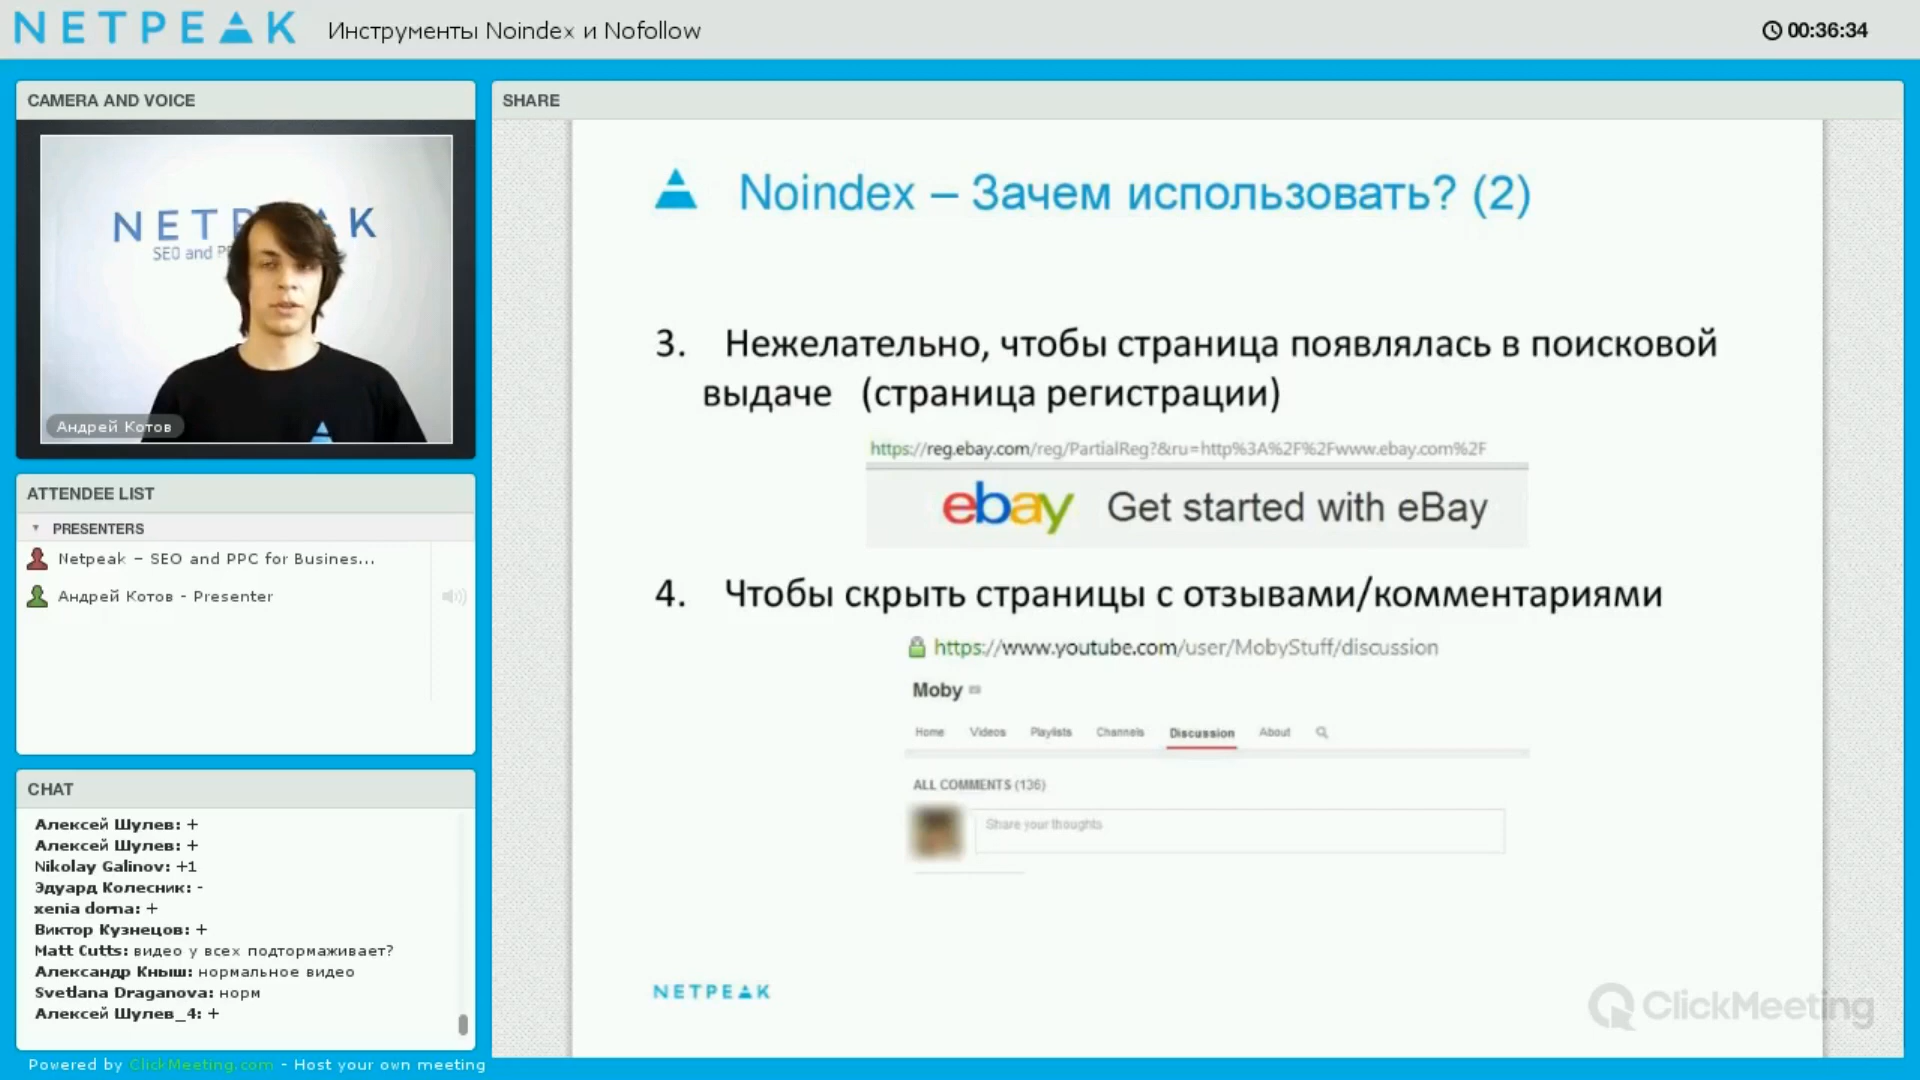 NETPEAK
Инструменты Noindex и Nofollow
00:36:34
CAMERA AND VOICE
NETPEAK
SEO and P
Андрей Котов
ATTENDEE LIST
PRESENTERS
Netpeak – SEO and PPC for Busines...
Андрей Котов - Presenter
CHAT
Алексей Шулев: +
Алексей Шулев: +
Nikolay Galinov: +1
Эдуард Колесник: -
xenia dorna: +
Виктор Кузнецов: +
Matt Cutts: видео у всех подтормаживает?
Александр Кныш: нормальное видео
Svetlana Draganova: норм
Алексей Шулев_4: +
Powered by ClickMeeting.com - Host your own meeting
SHARE
Noindex – Зачем использовать? (2)
3. Нежелательно, чтобы страница появлялась в поисковой
выдаче (страница регистрации)
https://reg.ebay.com/reg/PartialReg?&ru=http%3A%2F%2Fwww.ebay.com%2F
ebay Get started with eBay
4. Чтобы скрыть страницы с отзывами/комментариями
https://www.youtube.com/user/MobyStuff/discussion
Moby
Home Videos Playlists Channels Discussion About
ALL COMMENTS (136)
Share your thoughts
NETPEAK
ClickMeeting